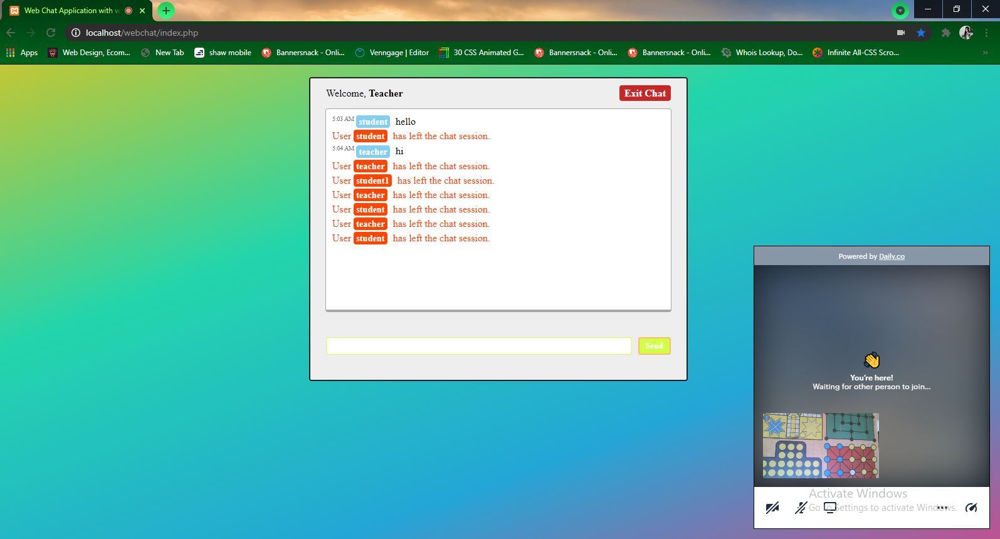 Web Chat Application with w
localhost/webchat/index.php
Apps
Web Design, Ecom...
New Tab
shaw mobile
Bannersnack - Onli...
Venngage | Editor
30 CSS Animated G...
Bannersnack - Onli...
Bannersnack - Onli...
Whois Lookup, Do...
Infinite All-CSS Scro...
Welcome, Teacher
Exit Chat
5:03 AM student hello
User student has left the chat session.
5:04 AM teacher hi
User teacher has left the chat session.
User student1 has left the chat session.
User teacher has left the chat session.
User student has left the chat session.
User teacher has left the chat session.
User student has left the chat session.
Send
Powered by Daily.co
You're here!
Waiting for other person to join...
Activate Windows
Go to Settings to activate Windows.